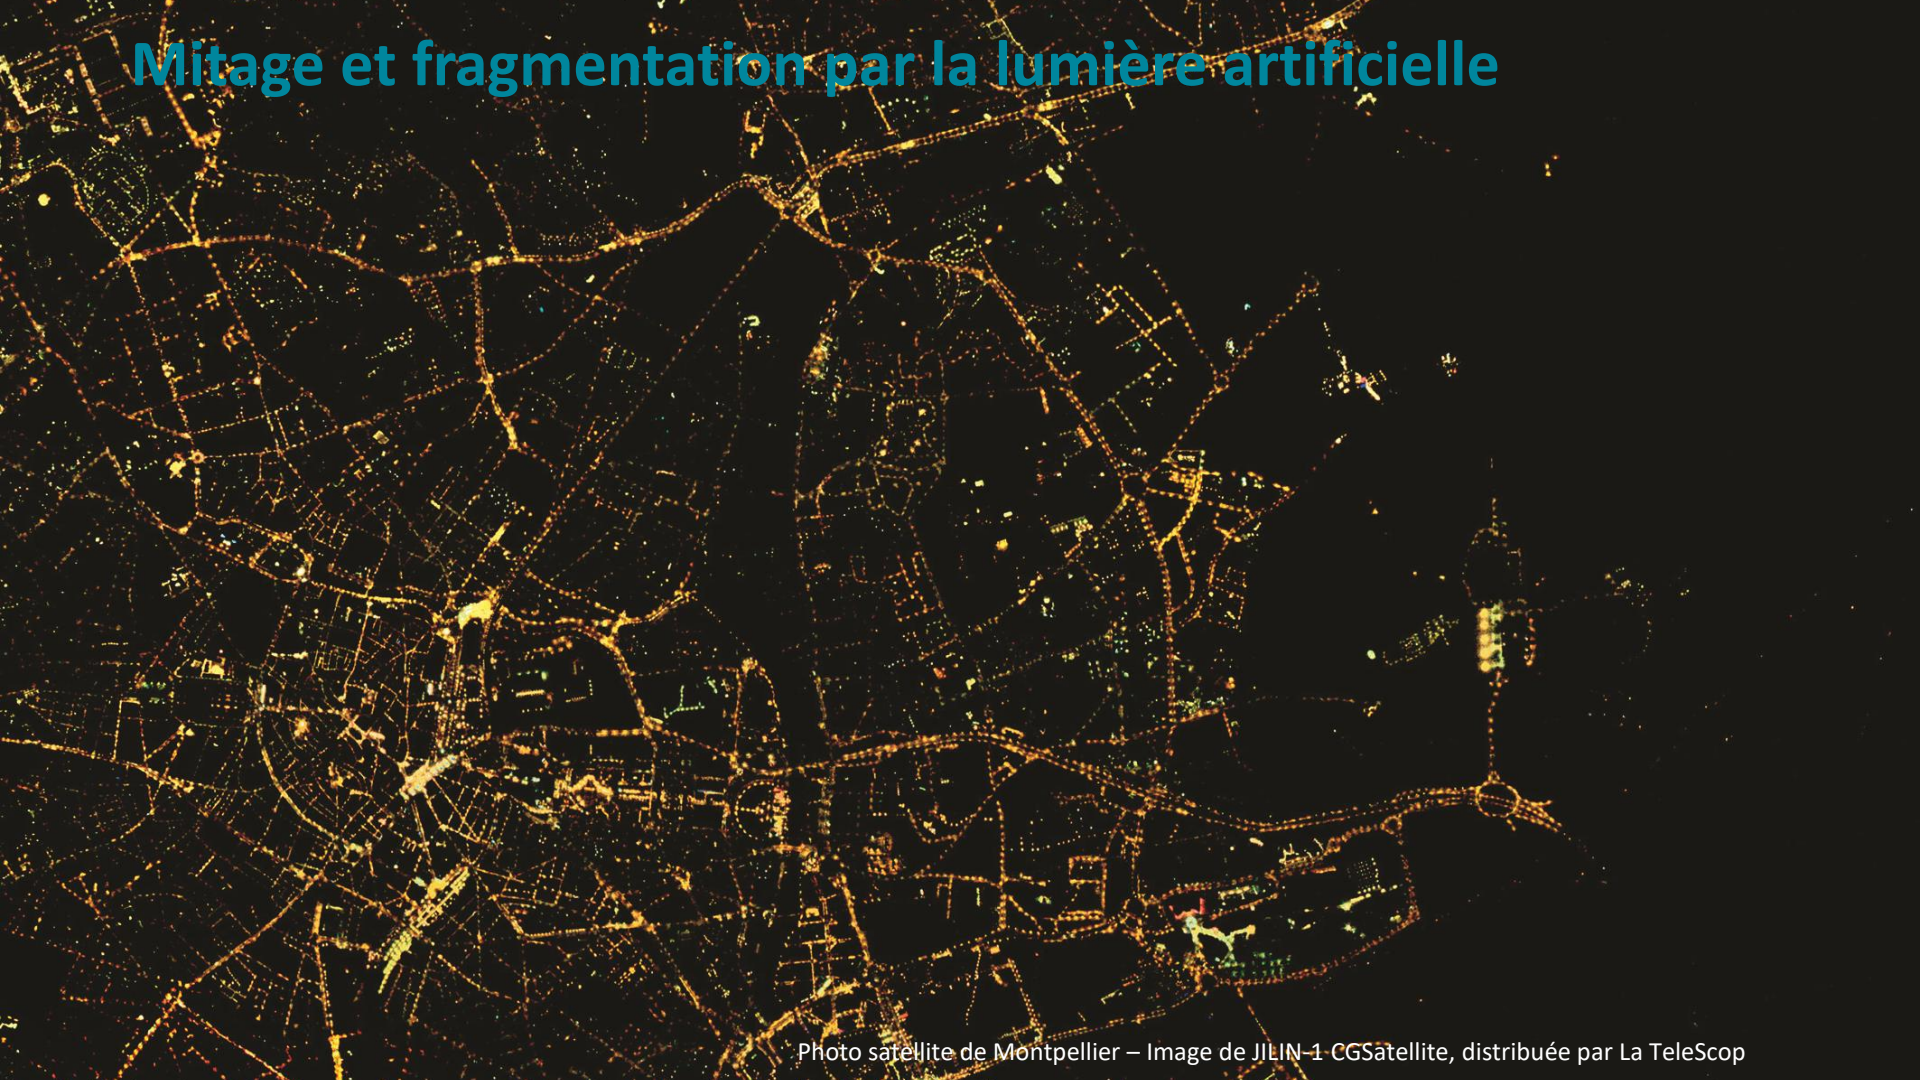 Mitage et fragmentation par la lumière artificielle
Photo satellite de Montpellier – Image de JILIN-1 CGSatellite, distribuée par La TeleScop